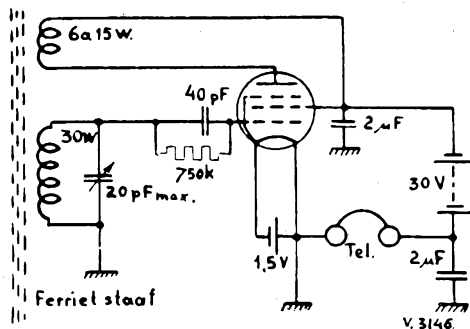 6 a 15 W.
40 pF
30W
750k
20 pF max.
2 µF
30 V
1,5 V
Tel.
2 µF
Ferriet staaf
V. 3146.